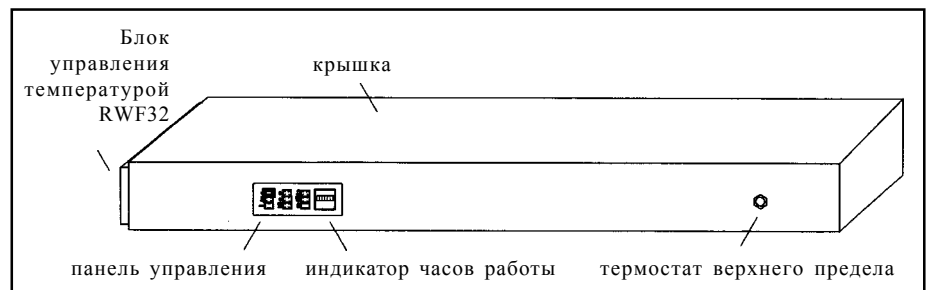 Блок
управления
температурой
RWF32
крышка
панель управления
индикатор часов работы
термостат верхнего предела